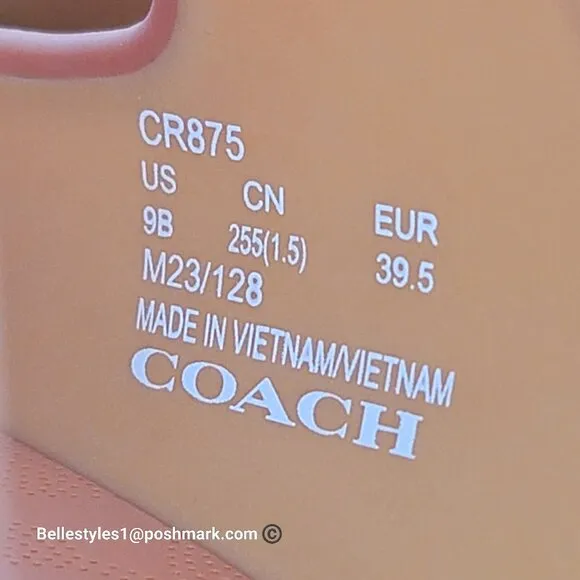 CR875
US CN EUR
9B 255(1.5) 39.5
M23/128
MADE IN VIETNAM/VIETNAM
COACH
Bellestyles1@poshmark.com ©